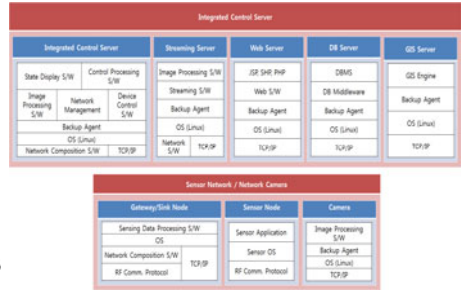 Integrated Control Server
Integrated Control Server
State Display S/W
Control Processing S/W
Image Processing S/W
Network Management
Device Control S/W
Backup Agent
OS (Linux)
Network Composition S/W
TCP/IP
Streaming Server
Image Processing S/W
Streaming S/W
Backup Agent
OS (Linux)
Network S/W
TCP/IP
Web Server
JSP, SHP, PHP
Web S/W
Backup Agent
OS (Linux)
TCP/IP
DB Server
DBMS
DB Middleware
Backup Agent
OS (Linux)
TCP/IP
GIS Server
GIS Engine
Backup Agent
OS (Linux)
TCP/IP
Sensor Network / Network Camera
Gateway/Sink Node
Sensing Data Processing S/W
OS
Network Composition S/W
TCP/IP
RF Comm. Protocol
Sensor Node
Sensor Application
Sensor OS
RF Comm. Protocol
Camera
Image Processing S/W
Backup Agent
OS (Linux)
TCP/IP